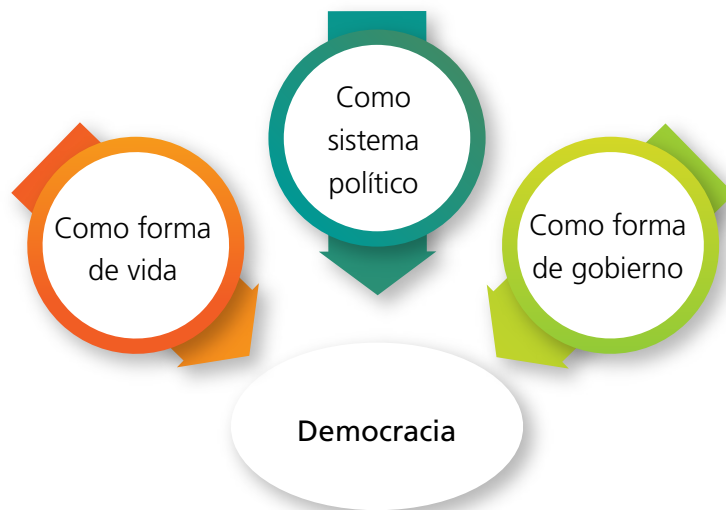 Como
sistema
político
Como forma
de vida
Como forma
de gobierno
Democracia